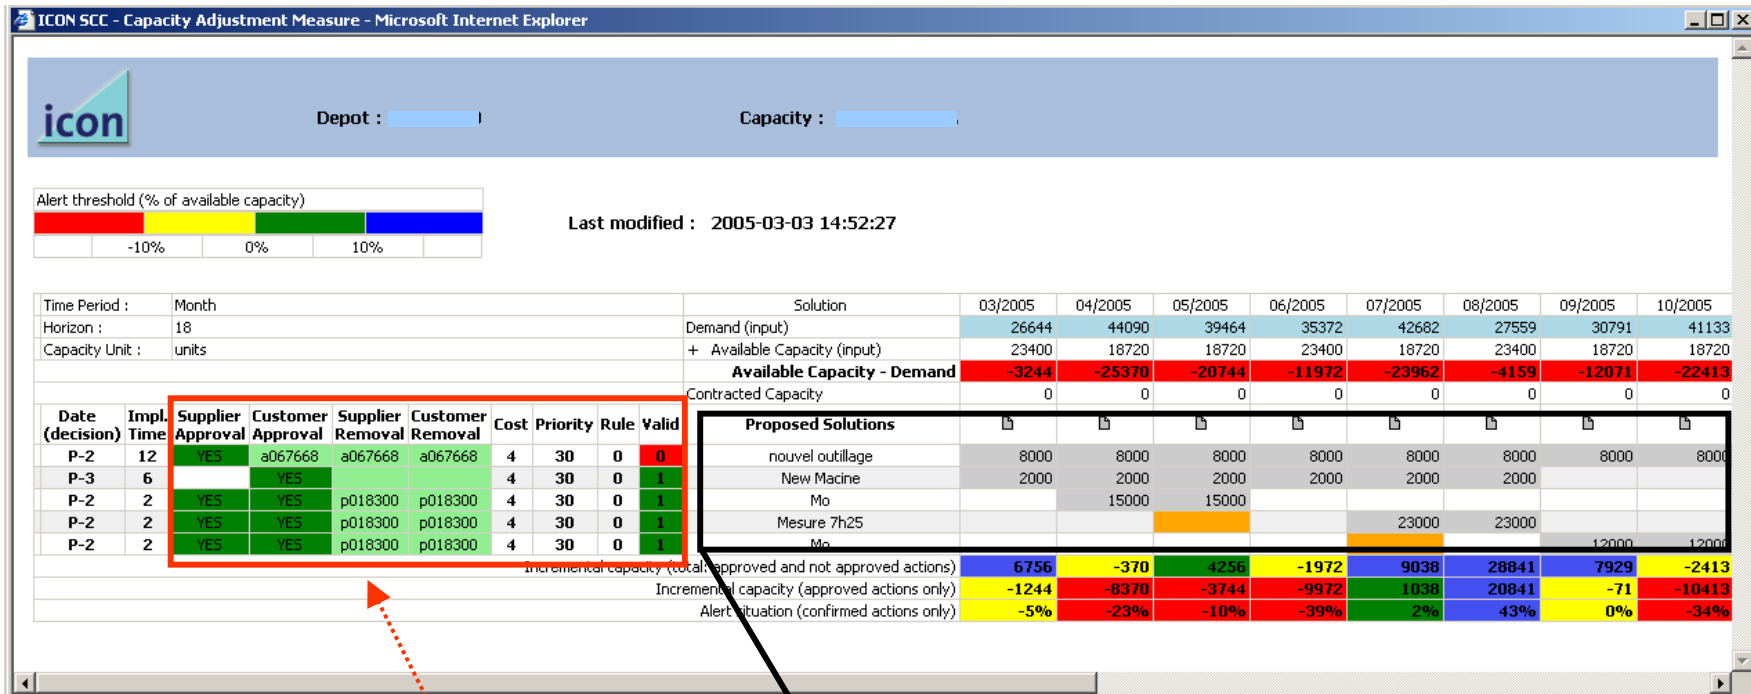 ICON SCC - Capacity Adjustment Measure - Microsoft Internet Explorer
icon
Depot : Capacity :
Alert threshold (% of available capacity)
-10% 0% 10%
Last modified : 2005-03-03 14:52:27
Time Period : Month Solution 03/2005 04/2005 05/2005 06/2005 07/2005 08/2005 09/2005 10/2005
Horizon : 18 Demand (input) 26644 44090 39464 35372 42682 27559 30791 41133
Capacity Unit : units + Available Capacity (input) 23400 18720 18720 23400 18720 23400 18720 18720
Available Capacity - Demand -3244 -25370 -20744 -11972 -23962 -4159 -12071 -22413
Contracted Capacity 0 0 0 0 0 0 0 0
Date (decision) Impl. Time Supplier Approval Customer Approval Supplier Removal Customer Removal Cost Priority Rule Valid Proposed Solutions
P-2 12 YES a067668 a067668 a067668 4 30 0 0 nouvel outillage 8000 8000 8000 8000 8000 8000 8000 8000
P-3 6 YES 4 30 0 1 New Macine 2000 2000 2000 2000 2000 2000
P-2 2 YES YES p018300 p018300 4 30 0 1 Mo 15000 15000
P-2 2 YES YES p018300 p018300 4 30 0 1 Mesure 7h25 23000 23000
P-2 2 YES YES p018300 p018300 4 30 0 1 Mo 12000 12000
Incremental capacity (total: approved and not approved actions) 6756 -370 4256 -1972 9038 28841 7929 -2413
Incremental capacity (approved actions only) -1244 -8370 -3744 -9972 1038 20841 -71 -10413
Alert situation (confirmed actions only) -5% -23% -10% -39% 2% 43% 0% -34%